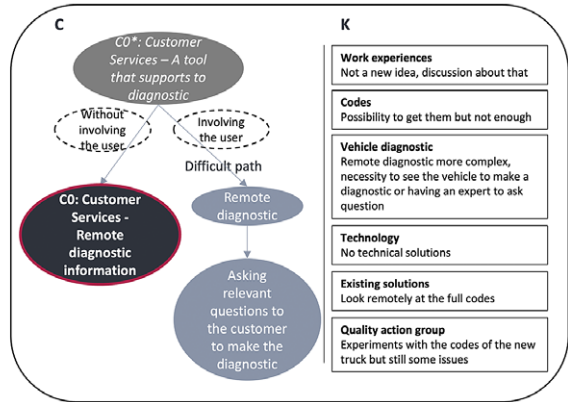 C
C0*: Customer
Services – A tool
that supports to
diagnostic
Without
involving
the user
Involving
the user
Difficult path
C0: Customer
Services -
Remote
diagnostic
information
Remote
diagnostic
Asking
relevant
questions to
the customer
to make the
diagnostic
K
Work experiences
Not a new idea, discussion about that
Codes
Possibility to get them but not enough
Vehicle diagnostic
Remote diagnostic more complex,
necessity to see the vehicle to make a
diagnostic or having an expert to ask
question
Technology
No technical solutions
Existing solutions
Look remotely at the full codes
Quality action group
Experiments with the codes of the new
truck but still some issues